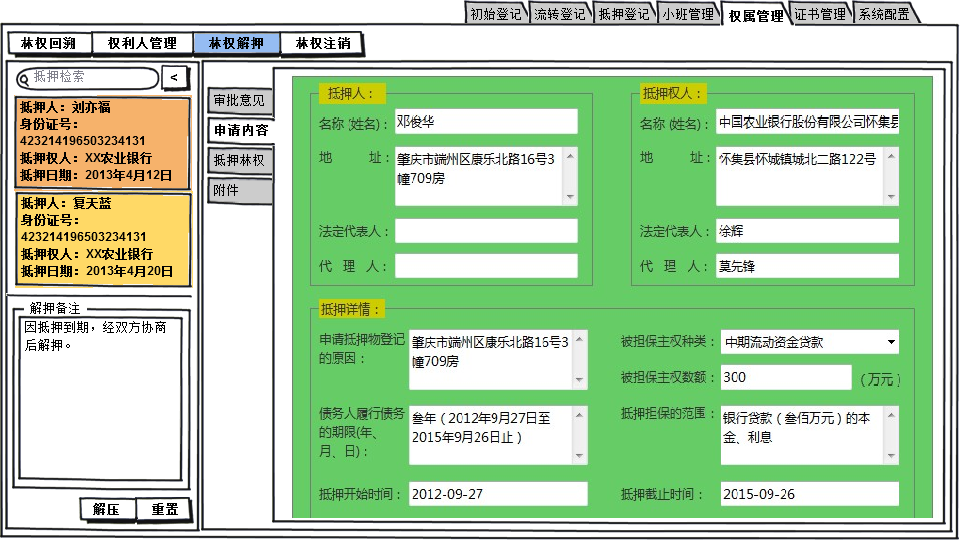 初始登记
流转登记
抵押登记
小班管理
权属管理
证书管理
系统配置
林权回溯
权利人管理
林权解押
林权注销
抵押检索
<
抵押人：刘亦福
身份证号：
423214196503234131
抵押权人：XX农业银行
抵押日期：2013年4月12日
抵押人：夏天蓝
身份证号：
423214196503234131
抵押权人：XX农业银行
抵押日期：2013年4月20日
解押备注
因抵押到期，经双方协商
后解押。
解压
重置
审批意见
申请内容
抵押林权
附件
抵押人：
名称 (姓名)：
邓俊华
地 址：
肇庆市端州区康乐北路16号3
幢709房
法定代表人：
代 理 人：
抵押权人：
名称 (姓名)：
中国农业银行股份有限公司怀集县
地 址：
怀集县怀城镇城北二路122号
法定代表人：
涂辉
代 理 人：
莫先锋
抵押详情：
申请抵押物登记
的原因：
肇庆市端州区康乐北路16号3
幢709房
被担保主权种类：
中期流动资金贷款
被担保主权数额：
300
（万元）
债务人履行债务
的期限(年、
月、日)：
叁年（2012年9月27日至
2015年9月26日止）
抵押担保的范围：
银行贷款（叁佰万元）的本
金、利息
抵押开始时间：
2012-09-27
抵押截止时间：
2015-09-26